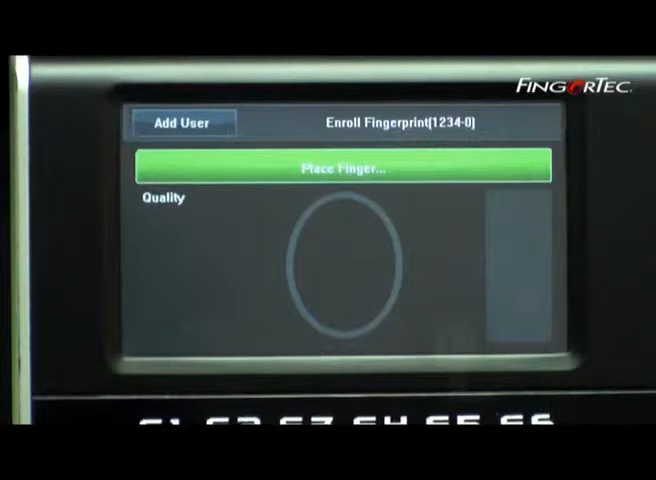 FINGERTEC
Add User
Enroll Fingerprint(1234-0)
Place Finger...
Quality